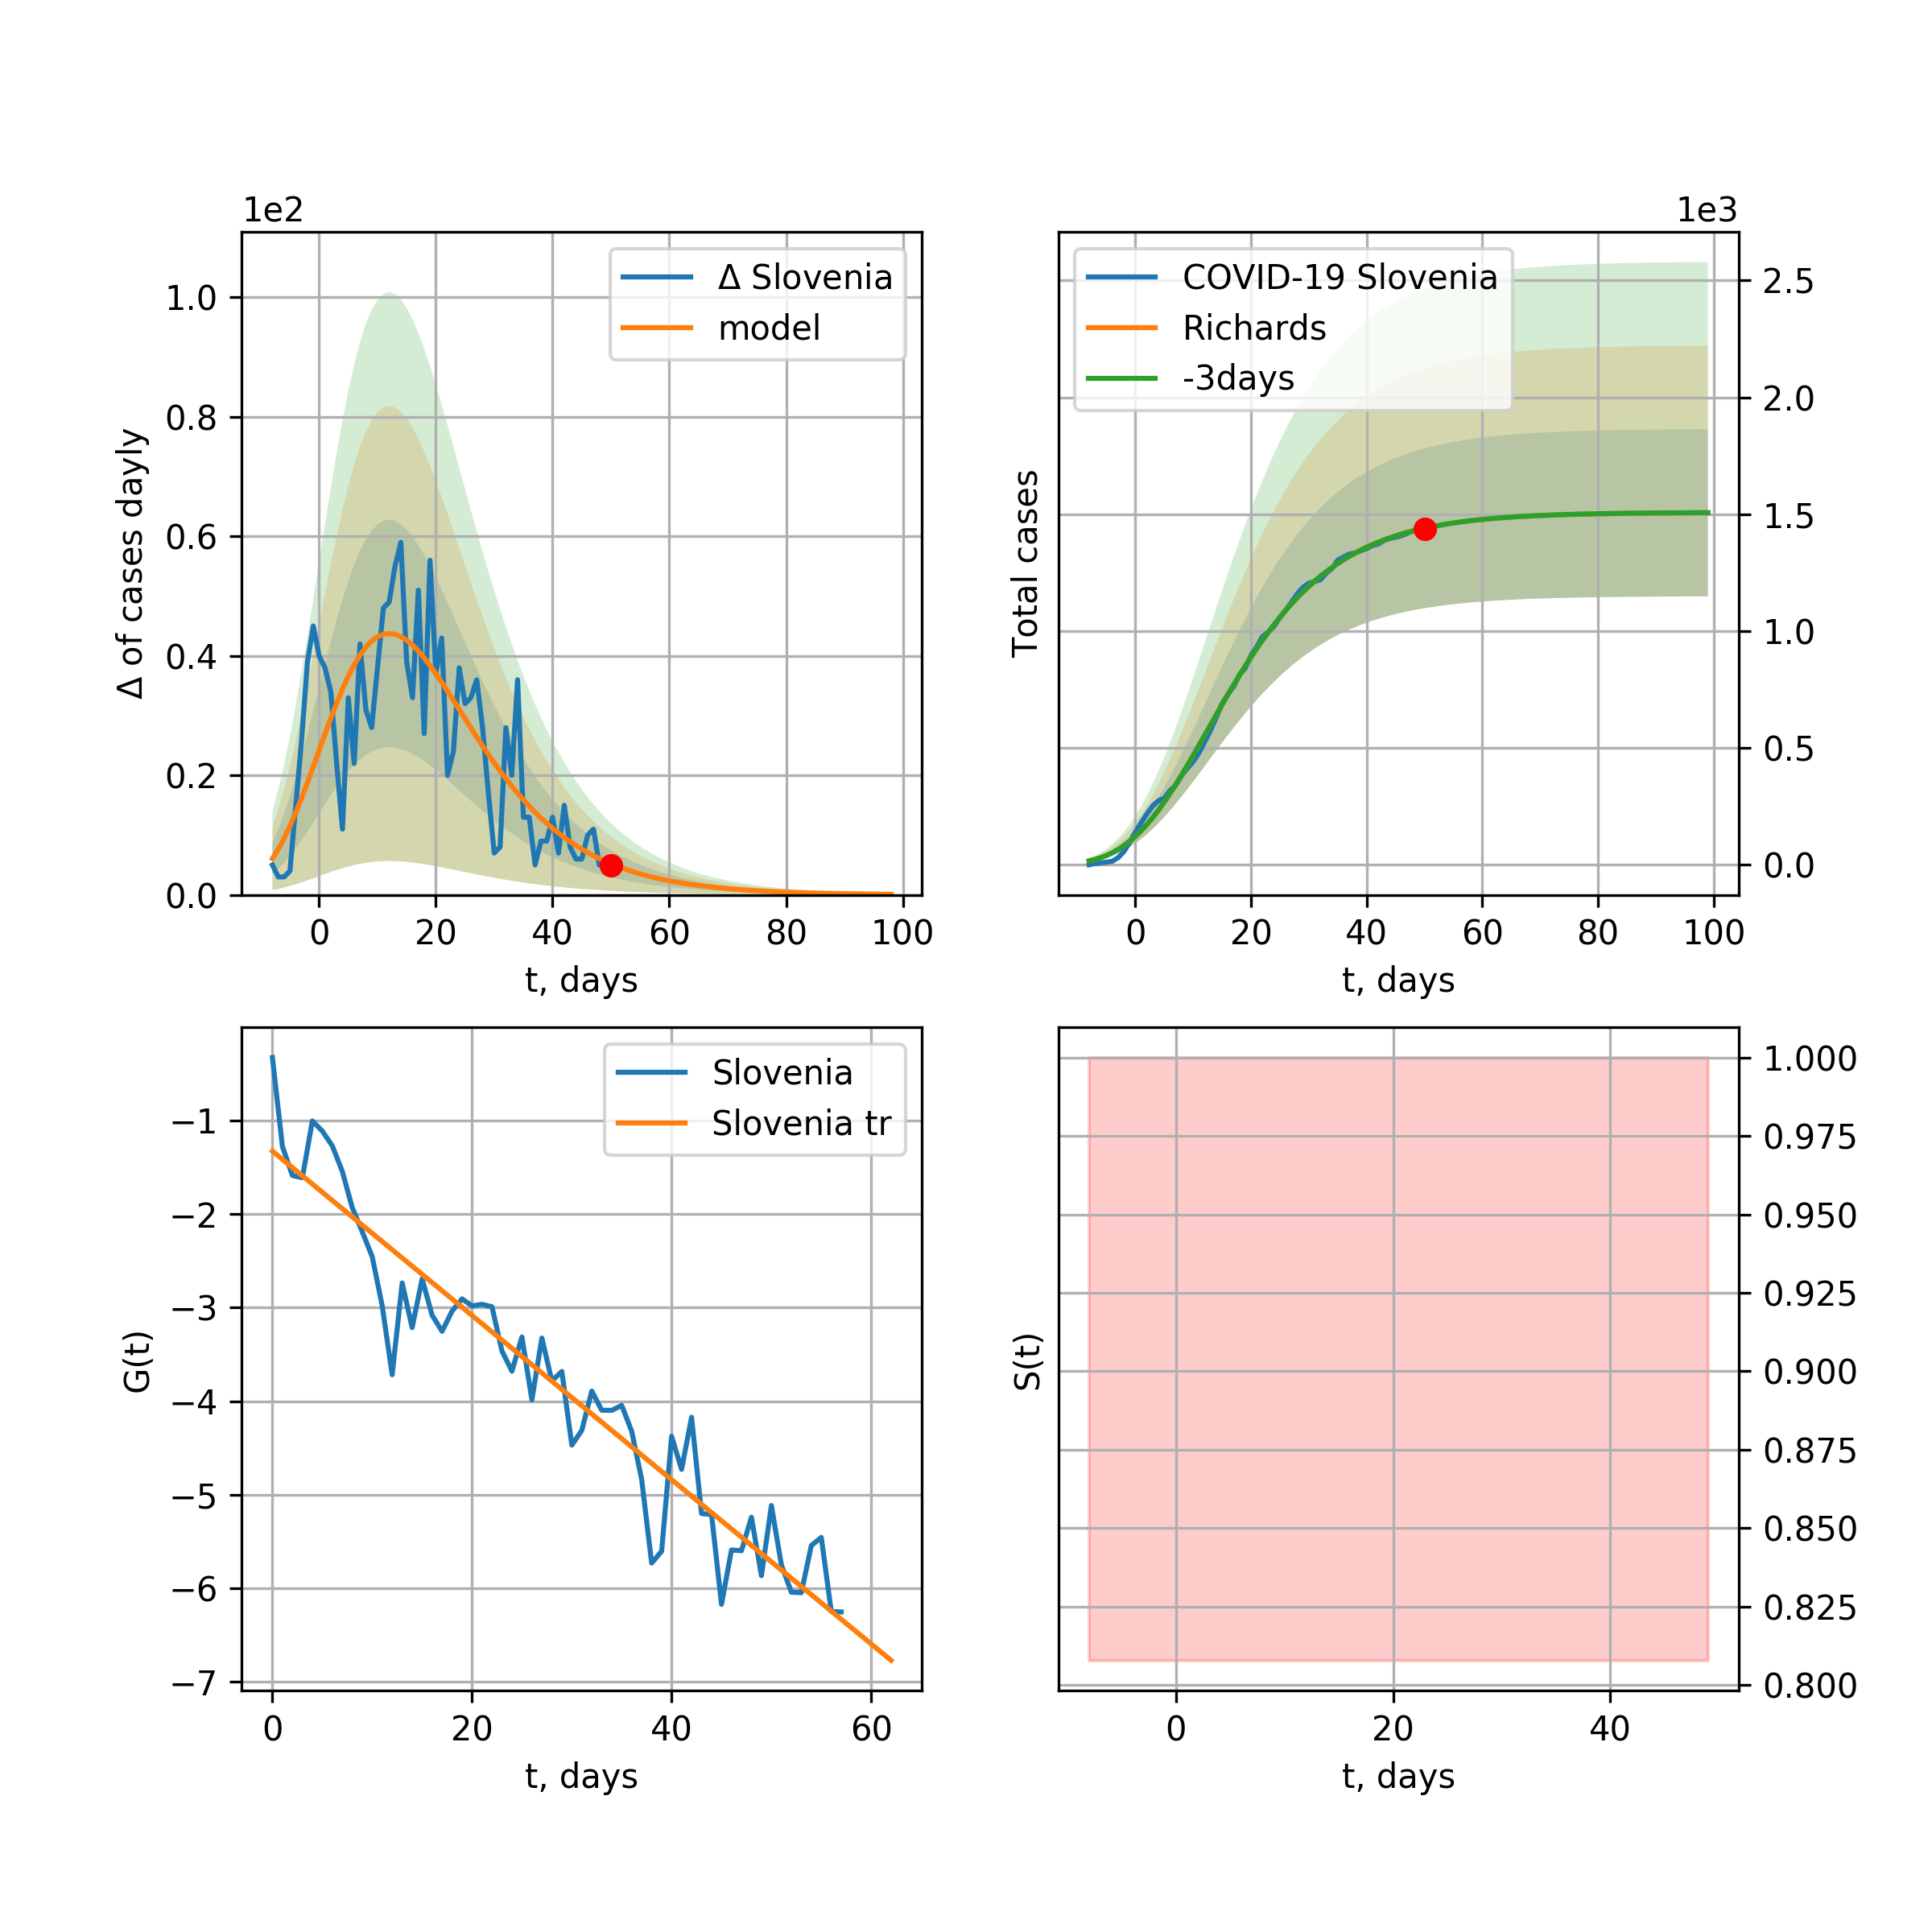 1e2
Δ of cases dayly
1.0
0.8
0.6
0.4
0.2
0.0
0 20 40 60 80 100
t, days
Δ Slovenia
model
1e3
Total cases
2.5
2.0
1.5
1.0
0.5
0.0
0 20 40 60 80 100
t, days
COVID-19 Slovenia
Richards
-3days
G(t)
−1
−2
−3
−4
−5
−6
−7
0 20 40 60
t, days
Slovenia
Slovenia tr
S(t)
1.000
0.975
0.950
0.925
0.900
0.875
0.850
0.825
0.800
0 20 40
t, days